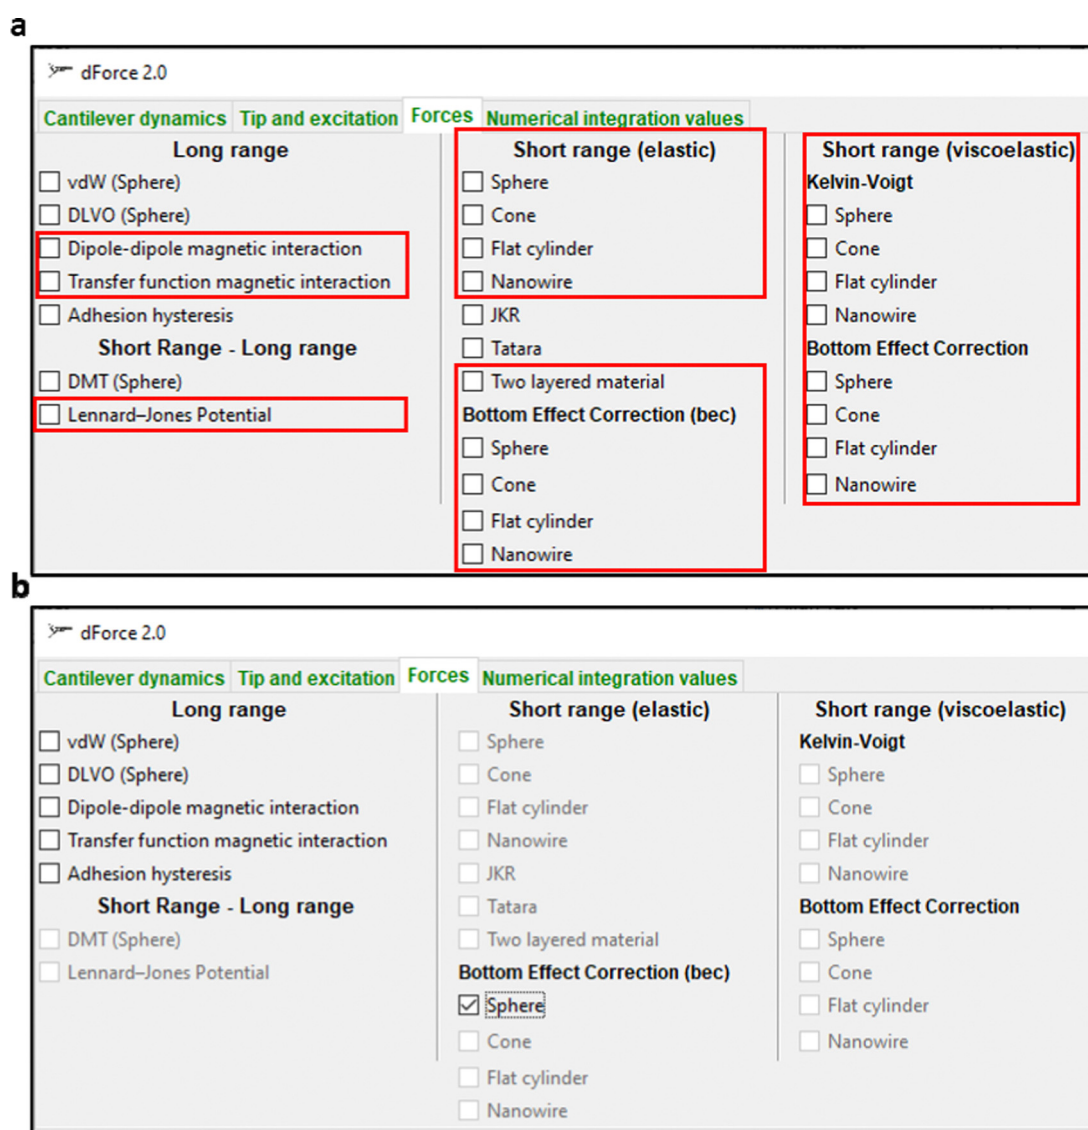 a
dForce 2.0
Cantilever dynamics Tip and excitation Forces Numerical integration values
Long range
vdW (Sphere)
DLVO (Sphere)
Dipole-dipole magnetic interaction
Transfer function magnetic interaction
Adhesion hysteresis
Short Range - Long range
DMT (Sphere)
Lennard–Jones Potential
Short range (elastic)
Sphere
Cone
Flat cylinder
Nanowire
JKR
Tatara
Two layered material
Bottom Effect Correction (bec)
Sphere
Cone
Flat cylinder
Nanowire
Short range (viscoelastic)
Kelvin-Voigt
Sphere
Cone
Flat cylinder
Nanowire
Bottom Effect Correction
Sphere
Cone
Flat cylinder
Nanowire
b
dForce 2.0
Cantilever dynamics Tip and excitation Forces Numerical integration values
Long range
vdW (Sphere)
DLVO (Sphere)
Dipole-dipole magnetic interaction
Transfer function magnetic interaction
Adhesion hysteresis
Short Range - Long range
DMT (Sphere)
Lennard–Jones Potential
Short range (elastic)
Sphere
Cone
Flat cylinder
Nanowire
JKR
Tatara
Two layered material
Bottom Effect Correction (bec)
Sphere
Cone
Flat cylinder
Nanowire
Short range (viscoelastic)
Kelvin-Voigt
Sphere
Cone
Flat cylinder
Nanowire
Bottom Effect Correction
Sphere
Cone
Flat cylinder
Nanowire